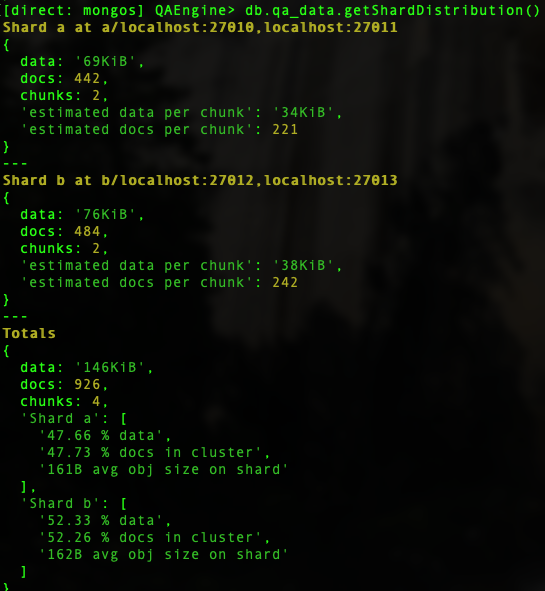 [direct: mongos] QAEngine> db.qa_data.getShardDistribution()
Shard a at a/localhost:27010,localhost:27011
{
  data: '69KiB',
  docs: 442,
  chunks: 2,
  'estimated data per chunk': '34KiB',
  'estimated docs per chunk': 221
}
---
Shard b at b/localhost:27012,localhost:27013
{
  data: '76KiB',
  docs: 484,
  chunks: 2,
  'estimated data per chunk': '38KiB',
  'estimated docs per chunk': 242
}
---
Totals
{
  data: '146KiB',
  docs: 926,
  chunks: 4,
  'Shard a': [
    '47.66 % data',
    '47.73 % docs in cluster',
    '161B avg obj size on shard'
  ],
  'Shard b': [
    '52.33 % data',
    '52.26 % docs in cluster',
    '162B avg obj size on shard'
  ]
}